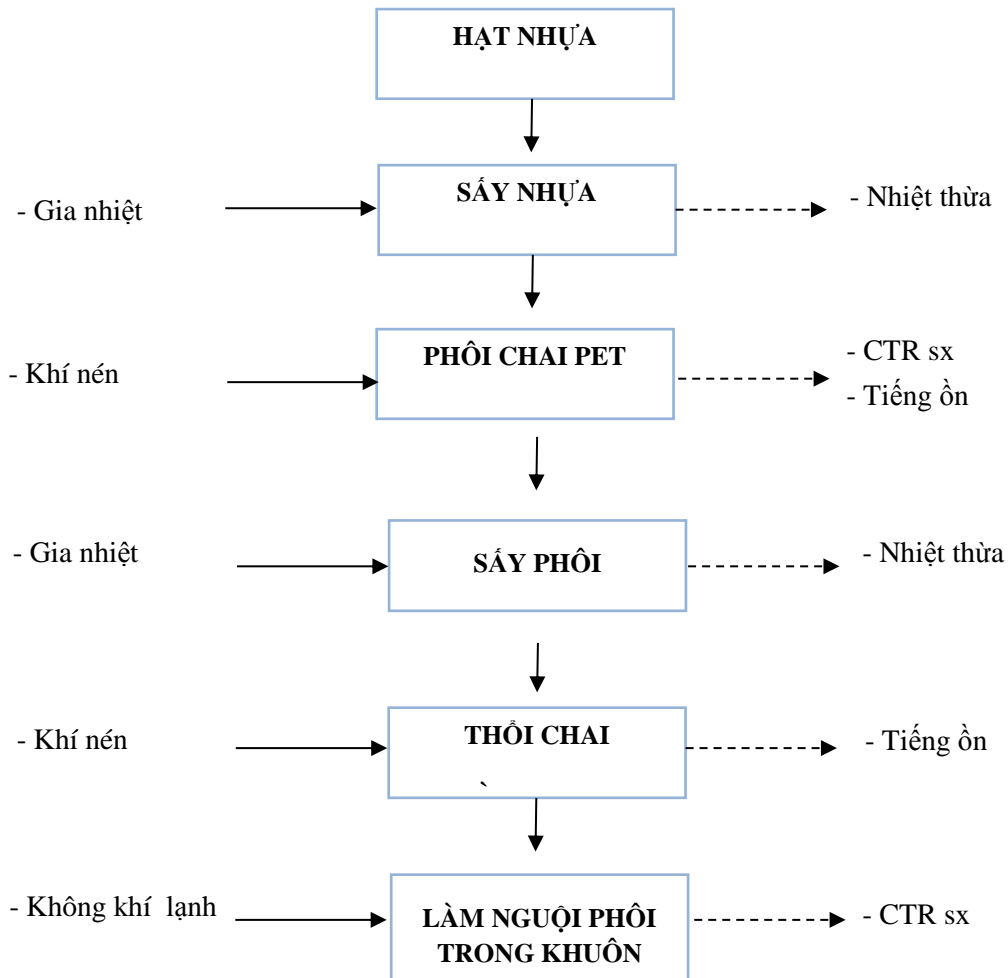 HẠT NHỰA
- Gia nhiệt
SẤY NHỰA
- Nhiệt thừa
- Khí nén
PHÔI CHAI PET
- CTR sx
- Tiếng ồn
- Gia nhiệt
SẤY PHÔI
- Nhiệt thừa
- Khí nén
THỔI CHAI
- Tiếng ồn
`
- Không khí  lạnh
LÀM NGUỘI PHÔI
TRONG KHUÔN
- CTR sx